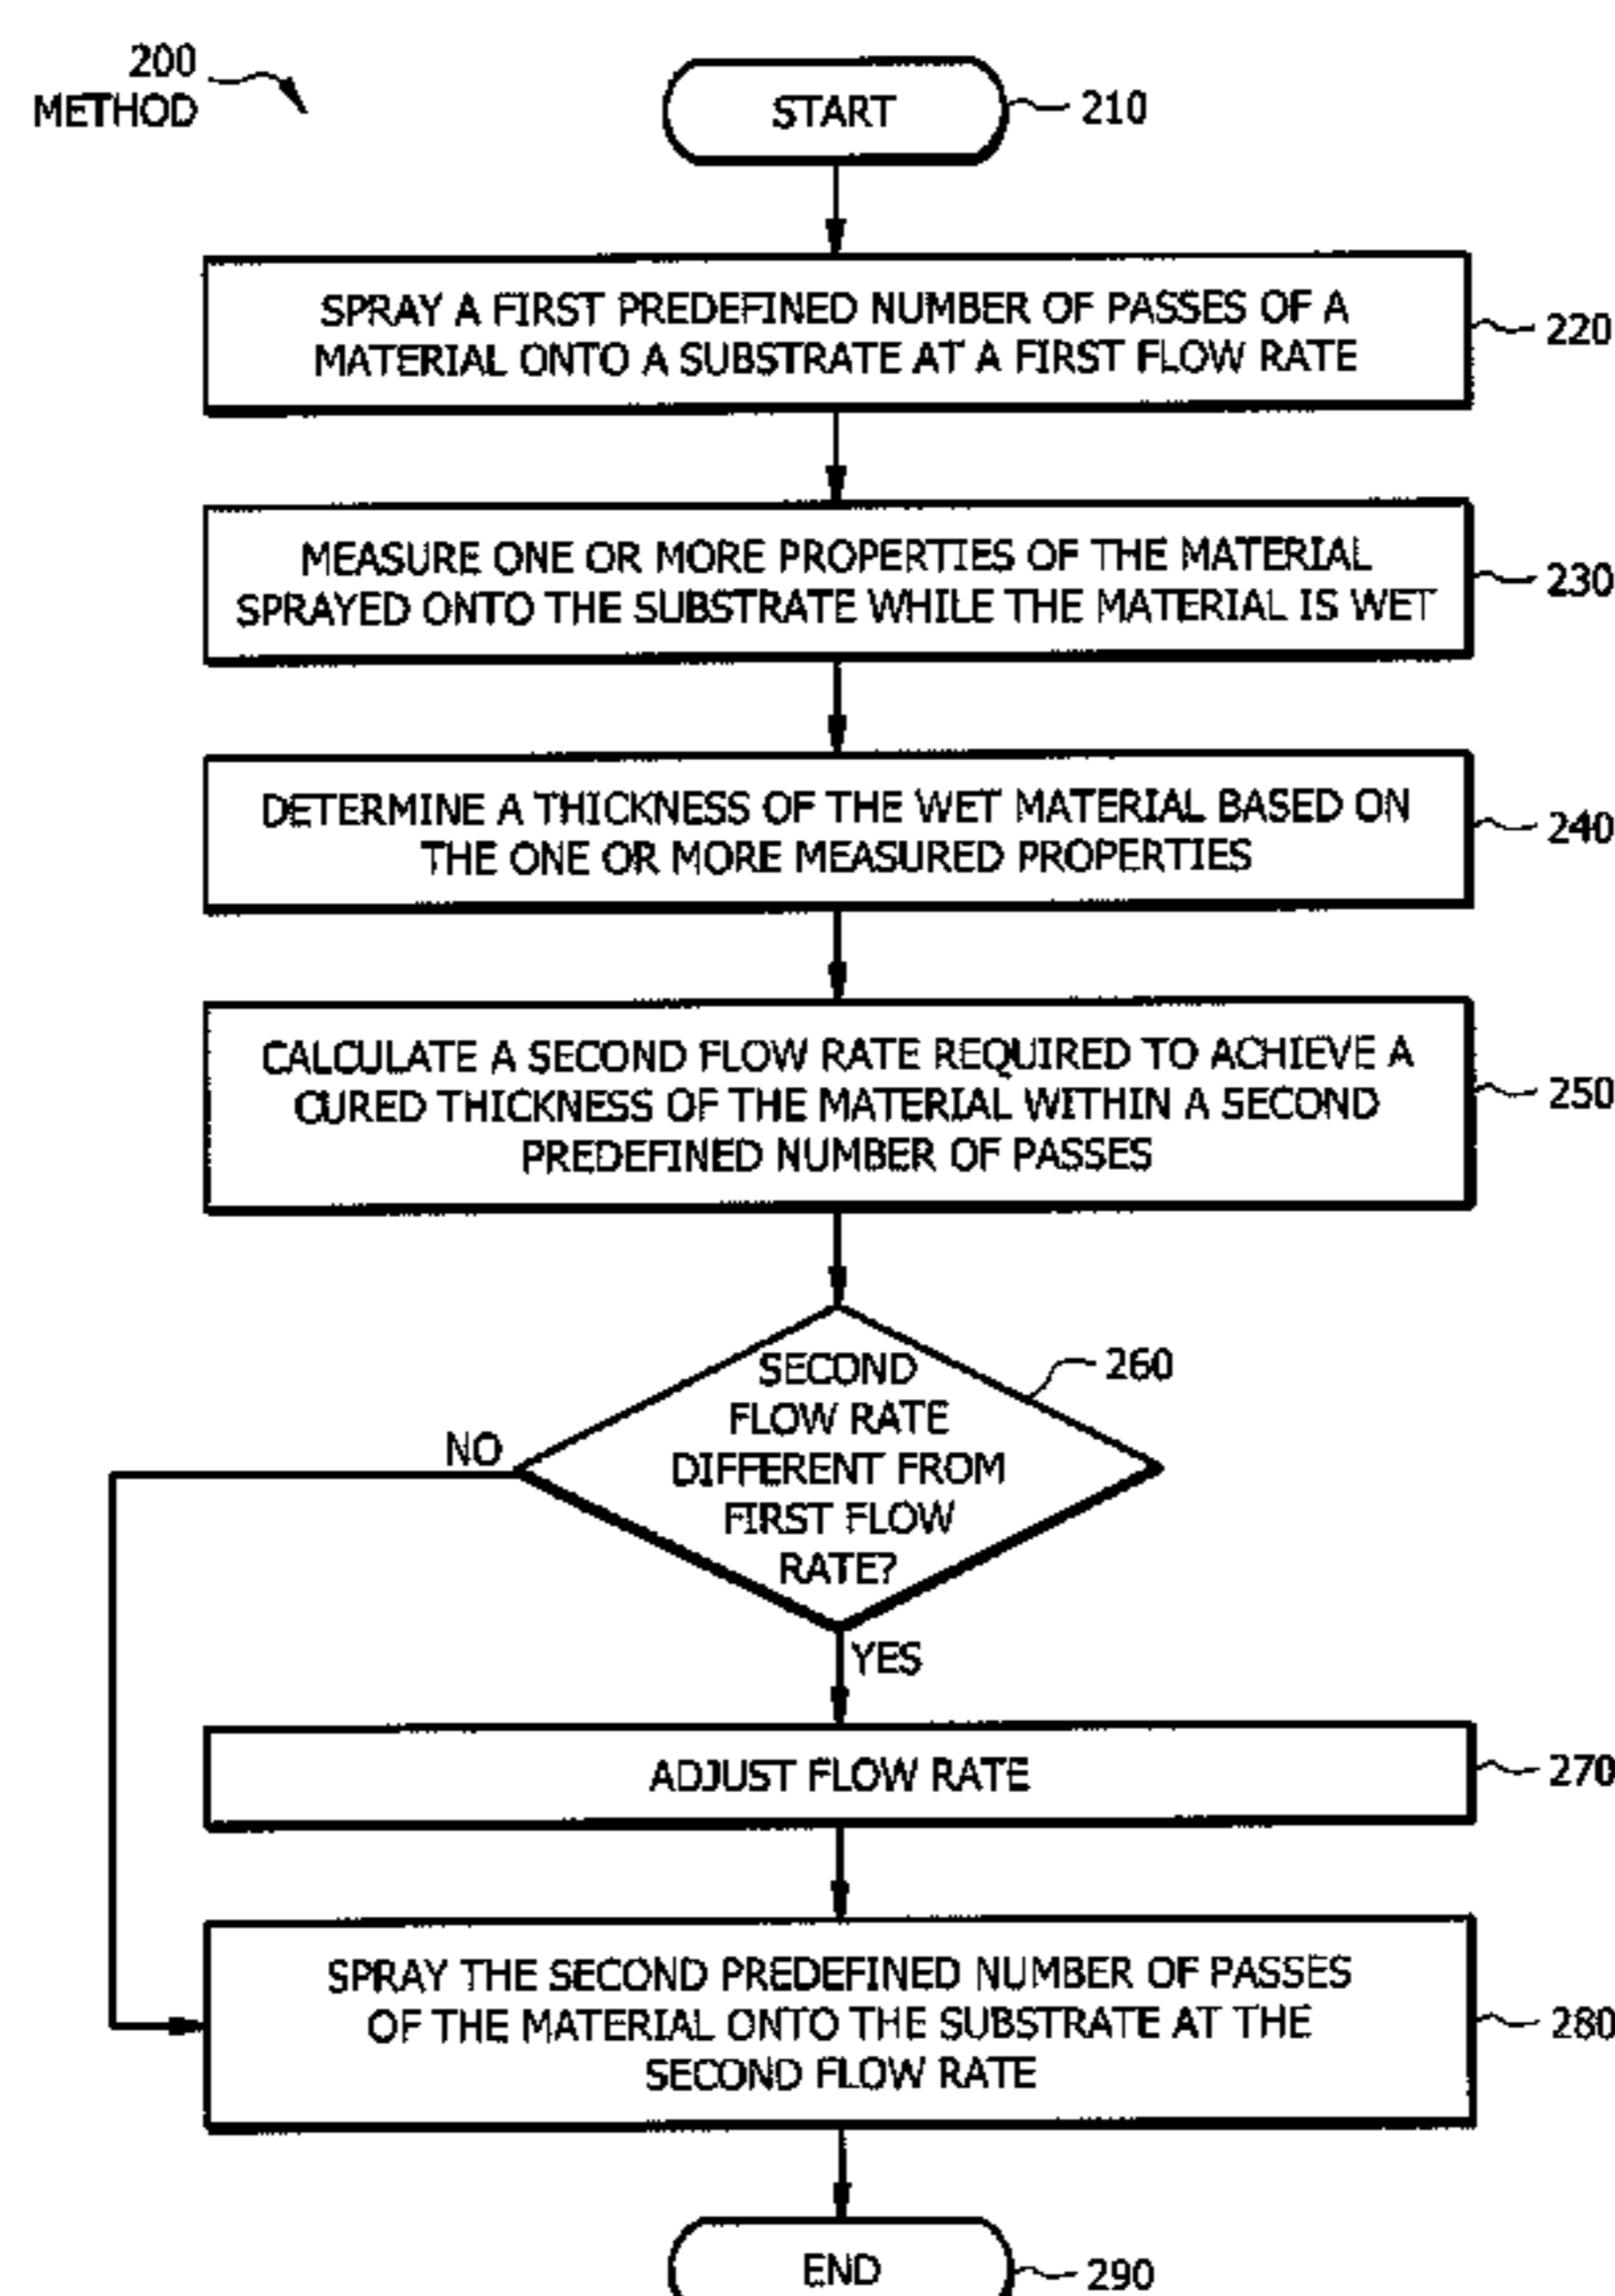 200
METHOD
START
210
SPRAY A FIRST PREDEFINED NUMBER OF PASSES OF A
MATERIAL ONTO A SUBSTRATE AT A FIRST FLOW RATE
220
MEASURE ONE OR MORE PROPERTIES OF THE MATERIAL
SPRAYED ONTO THE SUBSTRATE WHILE THE MATERIAL IS WET
230
DETERMINE A THICKNESS OF THE WET MATERIAL BASED ON
THE ONE OR MORE MEASURED PROPERTIES
240
CALCULATE A SECOND FLOW RATE REQUIRED TO ACHIEVE A
CURED THICKNESS OF THE MATERIAL WITHIN A SECOND
PREDEFINED NUMBER OF PASSES
250
SECOND
FLOW RATE
DIFFERENT FROM
FIRST FLOW
RATE?
260
NO
YES
ADJUST FLOW RATE
270
SPRAY THE SECOND PREDEFINED NUMBER OF PASSES
OF THE MATERIAL ONTO THE SUBSTRATE AT THE
SECOND FLOW RATE
280
END
290